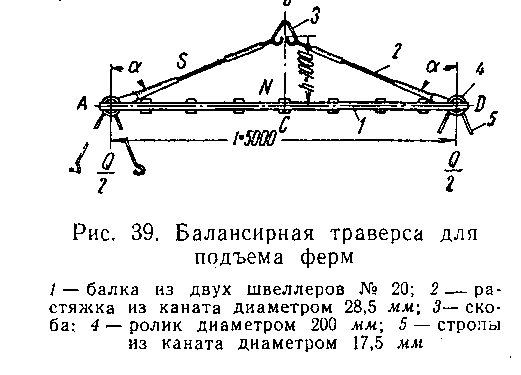 В
3
α
S
N
h=1000
2
α
4
A
C
1
D
5
l=5000
Q
2
Q
2
Рис. 39. Балансирная траверса для
подъема ферм
1 — балка из двух швеллеров № 20; 2 — ра-
стяжка из каната диаметром 28,5 мм; 3— ско-
ба: 4 — ролик диаметром 200 мм; 5 — стропы
из каната диаметром 17,5 мм